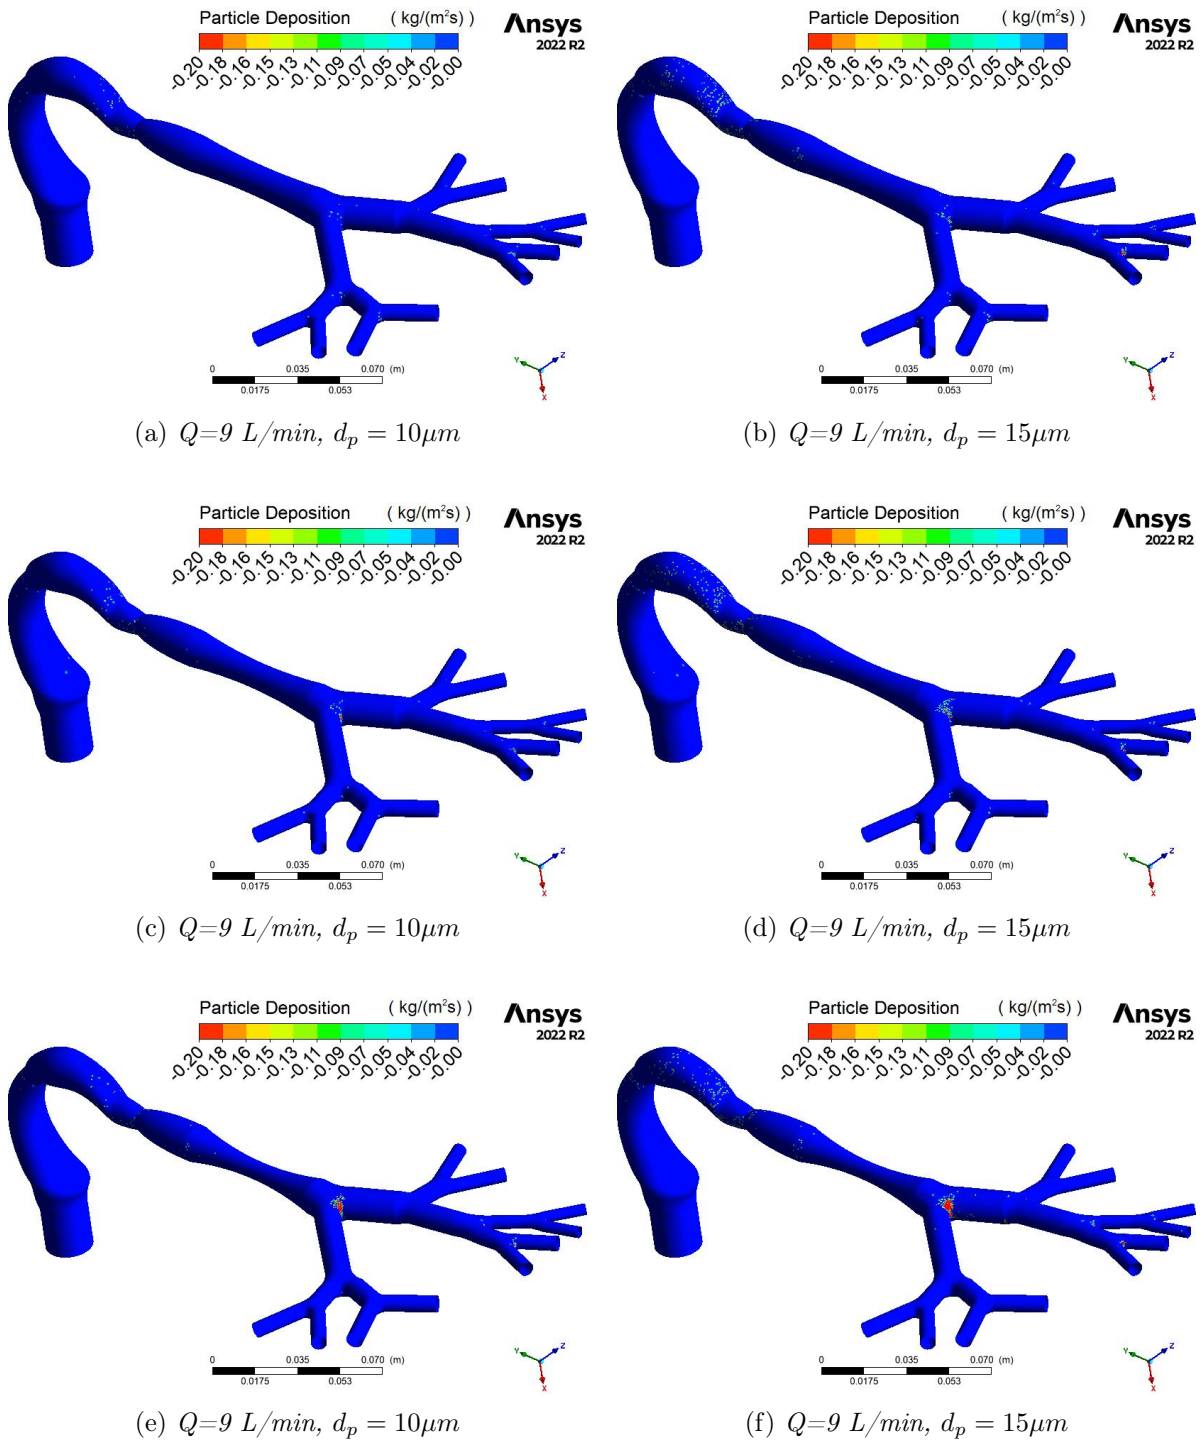 Particle Deposition ( kg/(m²s) )
-0.20 -0.18 -0.16 -0.15 -0.13 -0.11 -0.09 -0.07 -0.05 -0.04 -0.02 -0.00
Ansys
2022 R2
0 0.035 0.070 (m)
0.0175 0.053
Y Z
X
(a) Q=9 L/min, dₚ = 10μm
Particle Deposition ( kg/(m²s) )
-0.20 -0.18 -0.16 -0.15 -0.13 -0.11 -0.09 -0.07 -0.05 -0.04 -0.02 -0.00
Ansys
2022 R2
0 0.035 0.070 (m)
0.0175 0.053
Y Z
X
(b) Q=9 L/min, dₚ = 15μm
Particle Deposition ( kg/(m²s) )
-0.20 -0.18 -0.16 -0.15 -0.13 -0.11 -0.09 -0.07 -0.05 -0.04 -0.02 -0.00
Ansys
2022 R2
0 0.035 0.070 (m)
0.0175 0.053
Y Z
X
(c) Q=9 L/min, dₚ = 10μm
Particle Deposition ( kg/(m²s) )
-0.20 -0.18 -0.16 -0.15 -0.13 -0.11 -0.09 -0.07 -0.05 -0.04 -0.02 -0.00
Ansys
2022 R2
0 0.035 0.070 (m)
0.0175 0.053
Y Z
X
(d) Q=9 L/min, dₚ = 15μm
Particle Deposition ( kg/(m²s) )
-0.20 -0.18 -0.16 -0.15 -0.13 -0.11 -0.09 -0.07 -0.05 -0.04 -0.02 -0.00
Ansys
2022 R2
0 0.035 0.070 (m)
0.0175 0.053
Y Z
X
(e) Q=9 L/min, dₚ = 10μm
Particle Deposition ( kg/(m²s) )
-0.20 -0.18 -0.16 -0.15 -0.13 -0.11 -0.09 -0.07 -0.05 -0.04 -0.02 -0.00
Ansys
2022 R2
0 0.035 0.070 (m)
0.0175 0.053
Y Z
X
(f) Q=9 L/min, dₚ = 15μm